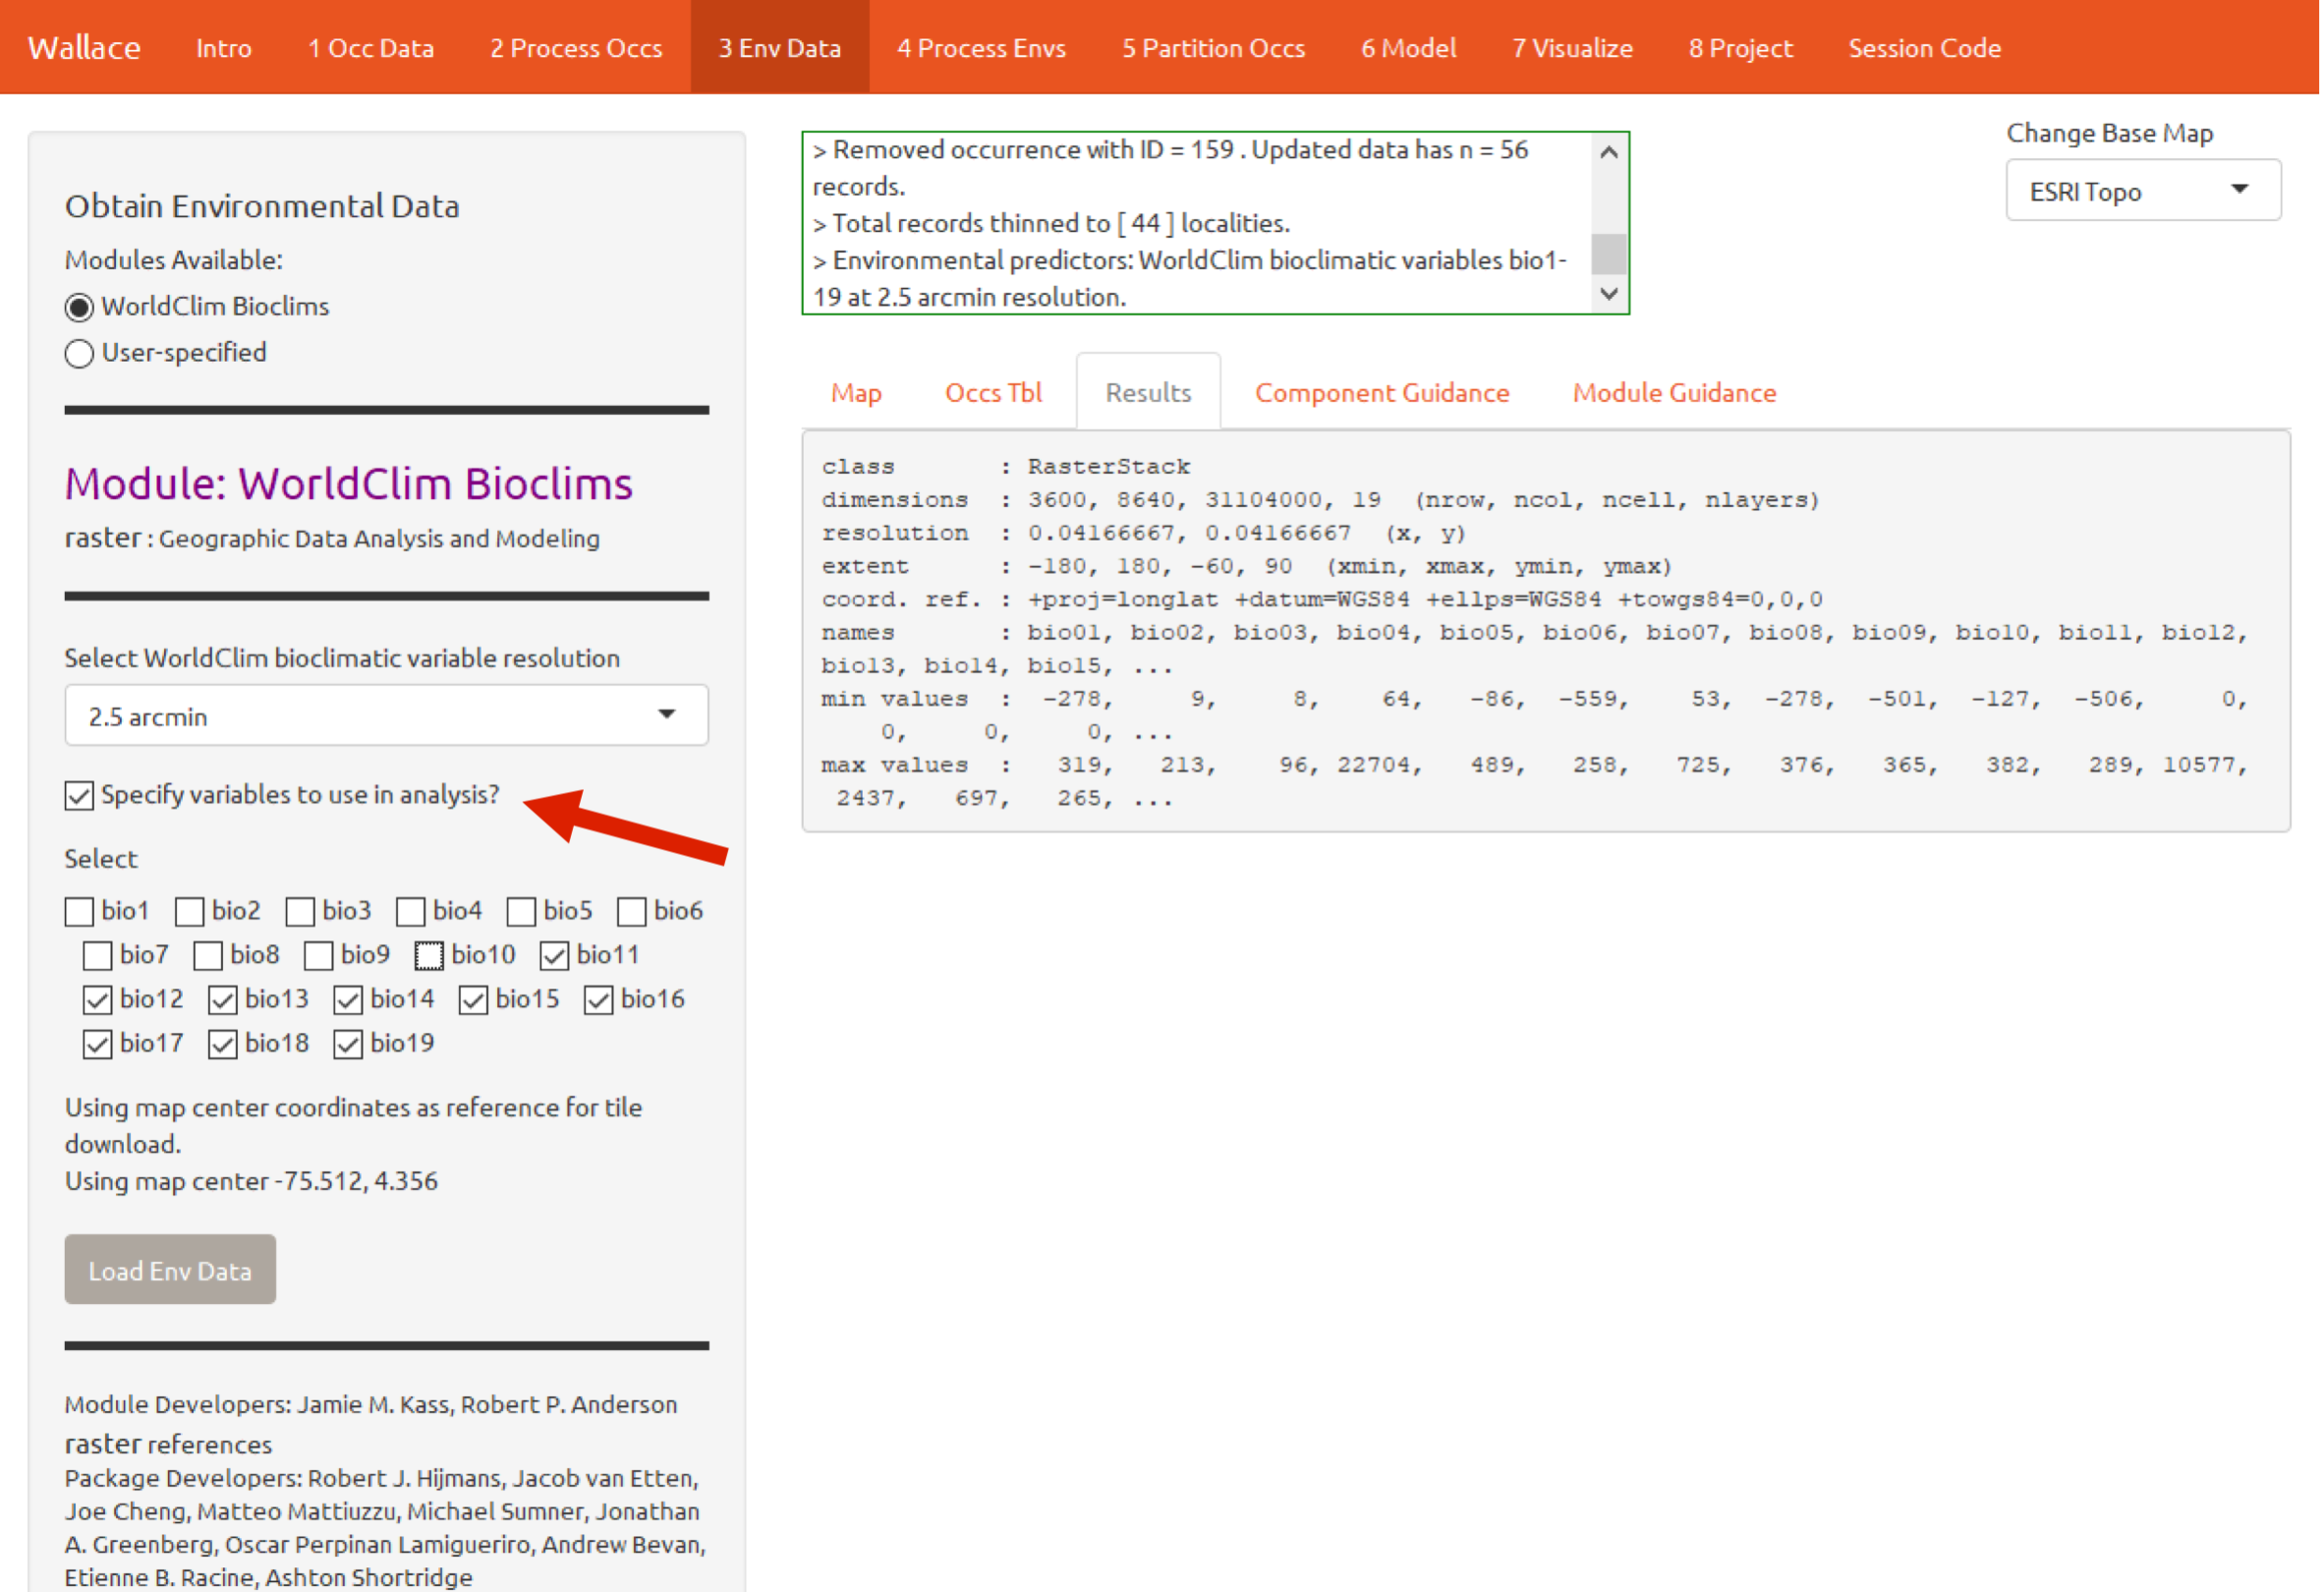 Wallace Intro 1 Occ Data 2 Process Occs 3 Env Data 4 Process Envs 5 Partition Occs 6 Model 7 Visualize 8 Project Session Code
Obtain Environmental Data
Modules Available:
WorldClim Bioclims
User-specified
Module: WorldClim Bioclims
raster : Geographic Data Analysis and Modeling
Select WorldClim bioclimatic variable resolution
2.5 arcmin
Specify variables to use in analysis?
Select
bio1 bio2 bio3 bio4 bio5 bio6
bio7 bio8 bio9 bio10 bio11
bio12 bio13 bio14 bio15 bio16
bio17 bio18 bio19
Using map center coordinates as reference for tile
download.
Using map center -75.512, 4.356
Load Env Data
Module Developers: Jamie M. Kass, Robert P. Anderson
raster references
Package Developers: Robert J. Hijmans, Jacob van Etten,
Joe Cheng, Matteo Mattiuzzu, Michael Sumner, Jonathan
A. Greenberg, Oscar Perpinan Lamigueriro, Andrew Bevan,
Etienne B. Racine, Ashton Shortridge
> Removed occurrence with ID = 159 . Updated data has n = 56
records.
> Total records thinned to [ 44 ] localities.
> Environmental predictors: WorldClim bioclimatic variables bio1-
19 at 2.5 arcmin resolution.
Change Base Map
ESRI Topo
Map Occs Tbl Results Component Guidance Module Guidance
class : RasterStack
dimensions : 3600, 8640, 31104000, 19 (nrow, ncol, ncell, nlayers)
resolution : 0.04166667, 0.04166667 (x, y)
extent : -180, 180, -60, 90 (xmin, xmax, ymin, ymax)
coord. ref. : +proj=longlat +datum=WGS84 +ellps=WGS84 +towgs84=0,0,0
names : bio01, bio02, bio03, bio04, bio05, bio06, bio07, bio08, bio09, bio10, bio11, bio12,
bio13, bio14, bio15, ...
min values : -278, 9, 8, 64, -86, -559, 53, -278, -501, -127, -506, 0,
0, 0, 0, ...
max values : 319, 213, 96, 22704, 489, 258, 725, 376, 365, 382, 289, 10577,
2437, 697, 265, ...